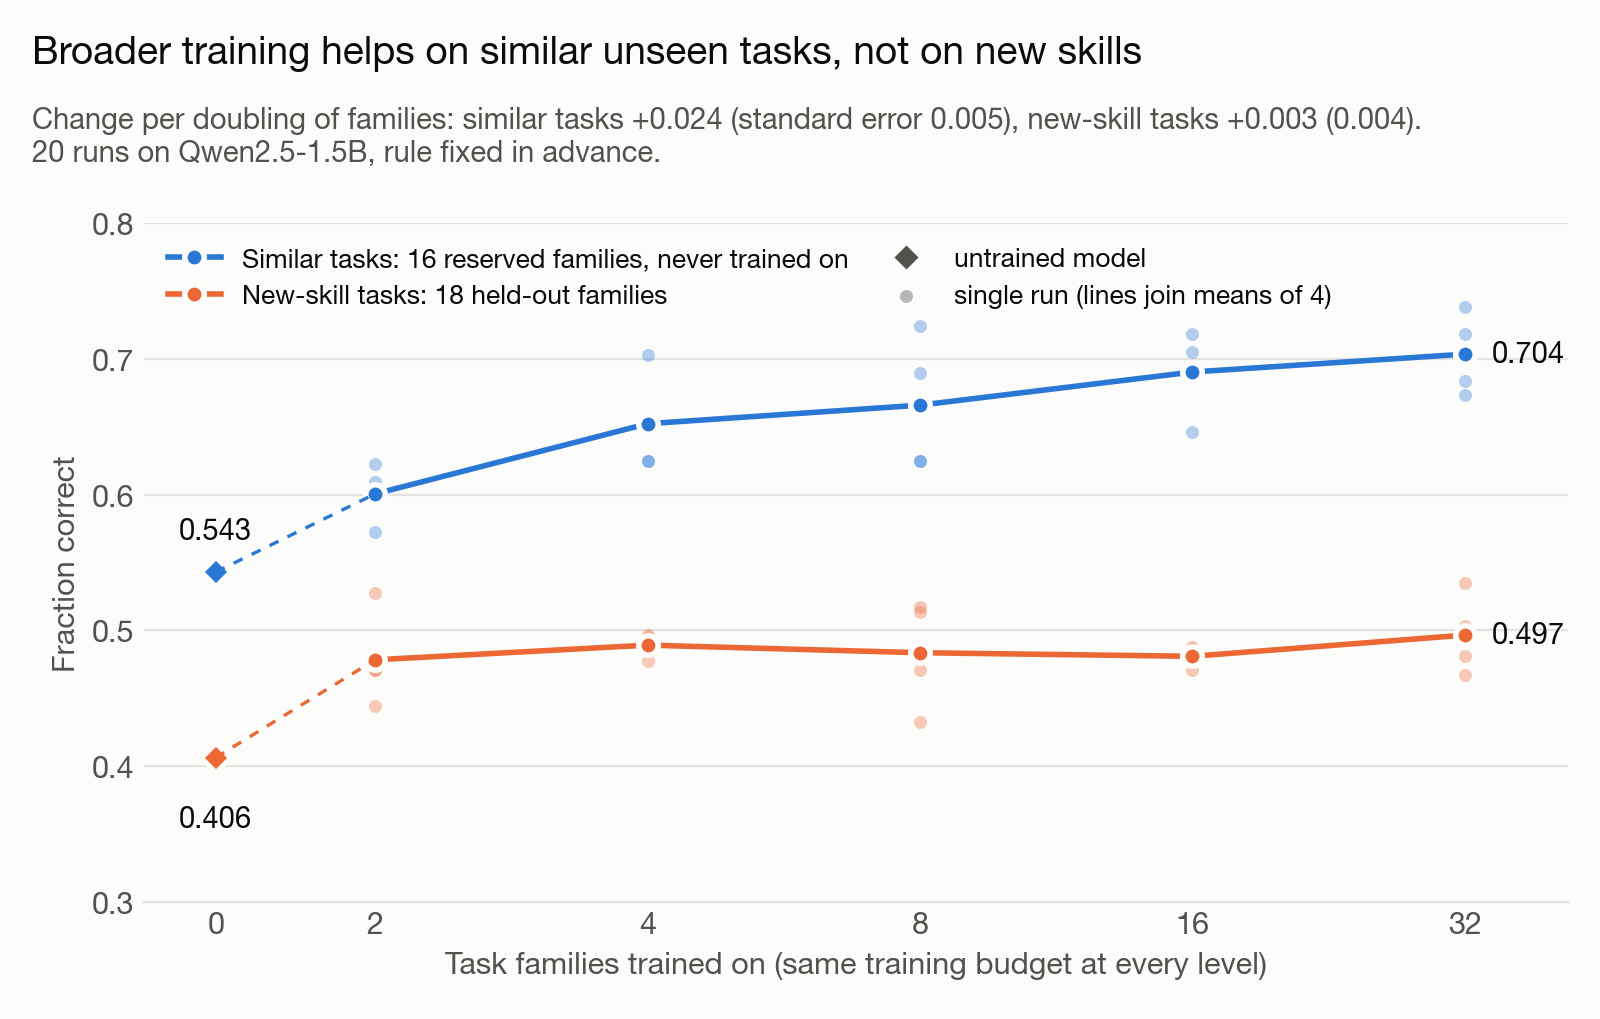 Broader training helps on similar unseen tasks, not on new skills
Change per doubling of families: similar tasks +0.024 (standard error 0.005), new-skill tasks +0.003 (0.004).
20 runs on Qwen2.5-1.5B, rule fixed in advance.
0.8
Similar tasks: 16 reserved families, never trained on
untrained model
New-skill tasks: 18 held-out families
single run (lines join means of 4)
0.7
0.704
0.6
0.543
0.5
0.497
0.4
0.406
0.3
Fraction correct
0 2 4 8 16 32
Task families trained on (same training budget at every level)